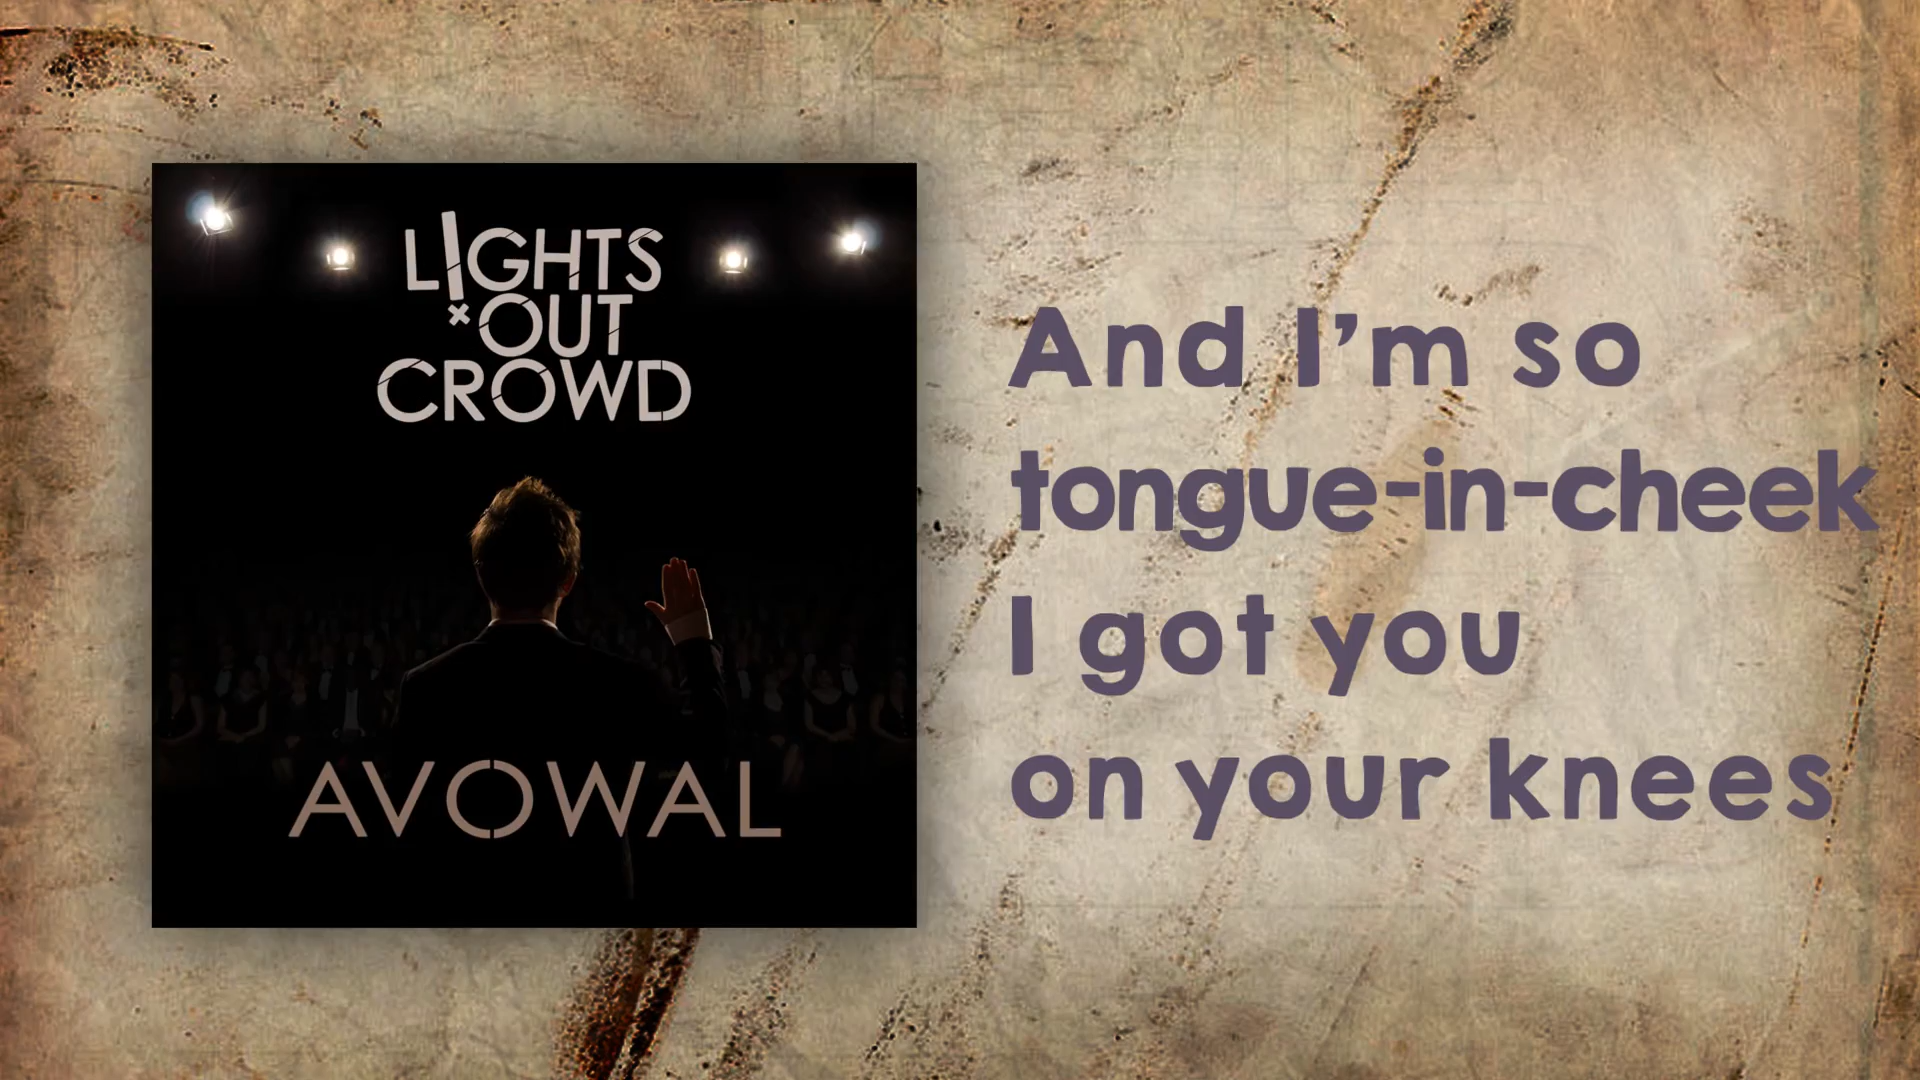 LIGHTS
OUT
CROWD
AVOWAL
And I'm so
tongue-in-cheek
I got you
on your knees